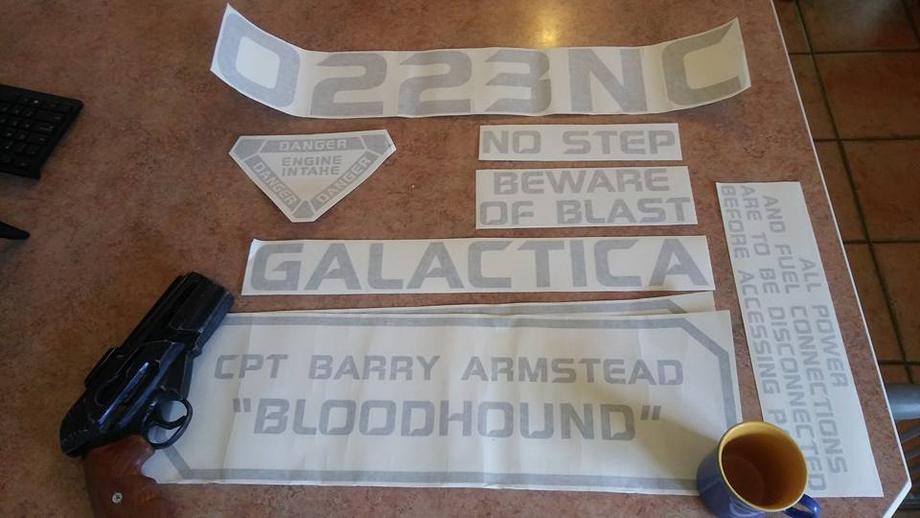 0223NC
DANGER
ENGINE
INTAKE
DANGER
DANGER
NO STEP
BEWARE
OF BLAST
GALACTICA
CPT BARRY ARMSTEAD
"BLOODHOUND"
ALL POWER
AND FUEL CONNECTIONS
ARE TO BE DISCONNECTED
BEFORE ACCESSING